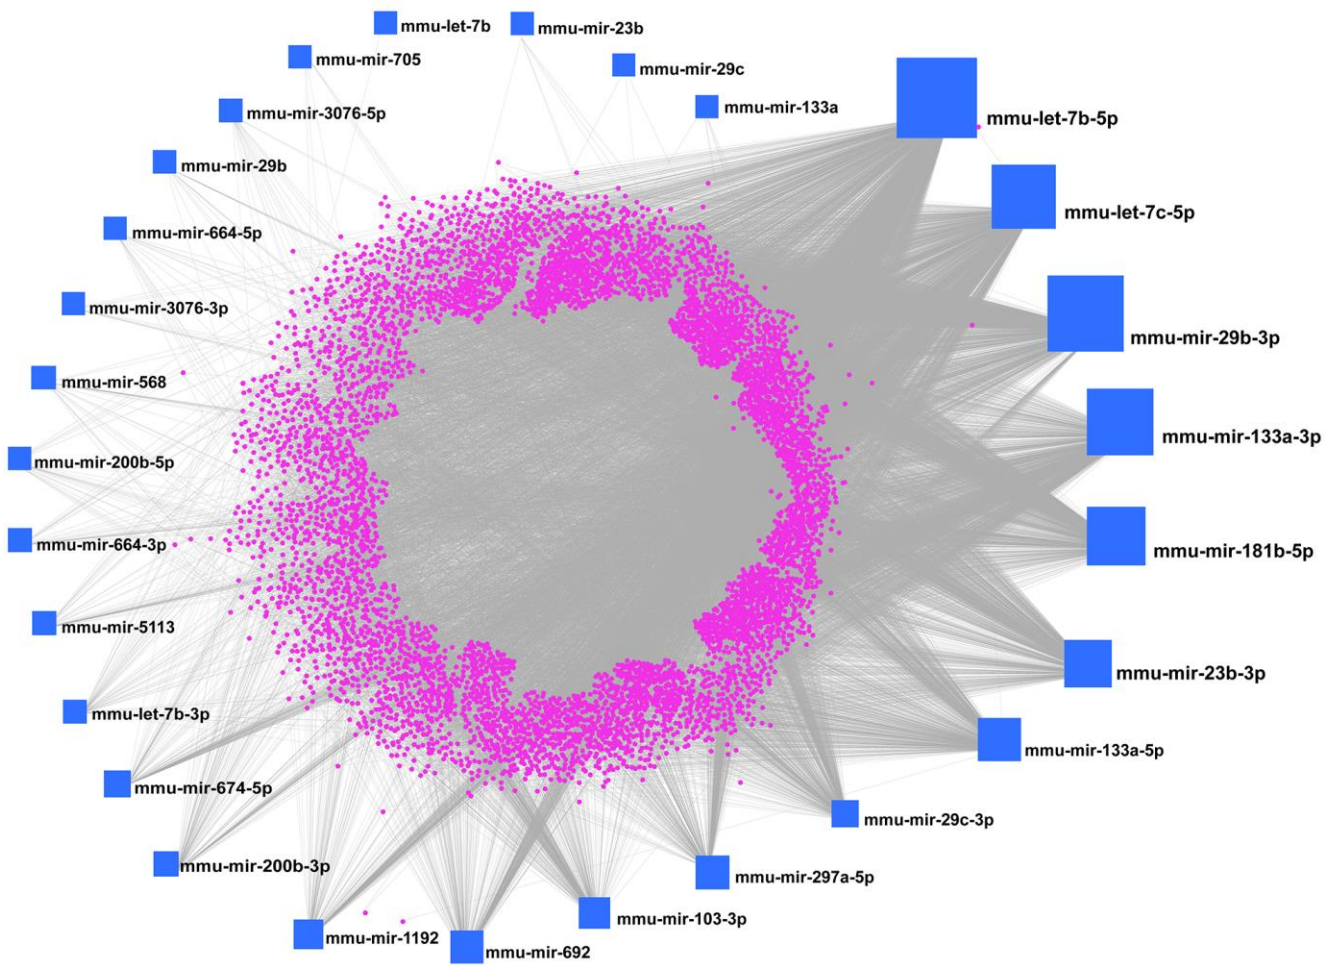 mmu-let-7b
mmu-mir-23b
mmu-mir-705
mmu-mir-29c
mmu-mir-133a
mmu-mir-3076-5p
mmu-let-7b-5p
mmu-mir-29b
mmu-let-7c-5p
mmu-mir-664-5p
mmu-mir-3076-3p
mmu-mir-29b-3p
mmu-mir-568
mmu-mir-133a-3p
mmu-mir-200b-5p
mmu-mir-664-3p
mmu-mir-181b-5p
mmu-mir-5113
mmu-mir-23b-3p
mmu-let-7b-3p
mmu-mir-133a-5p
mmu-mir-674-5p
mmu-mir-29c-3p
mmu-mir-200b-3p
mmu-mir-297a-5p
mmu-mir-103-3p
mmu-mir-1192
mmu-mir-692